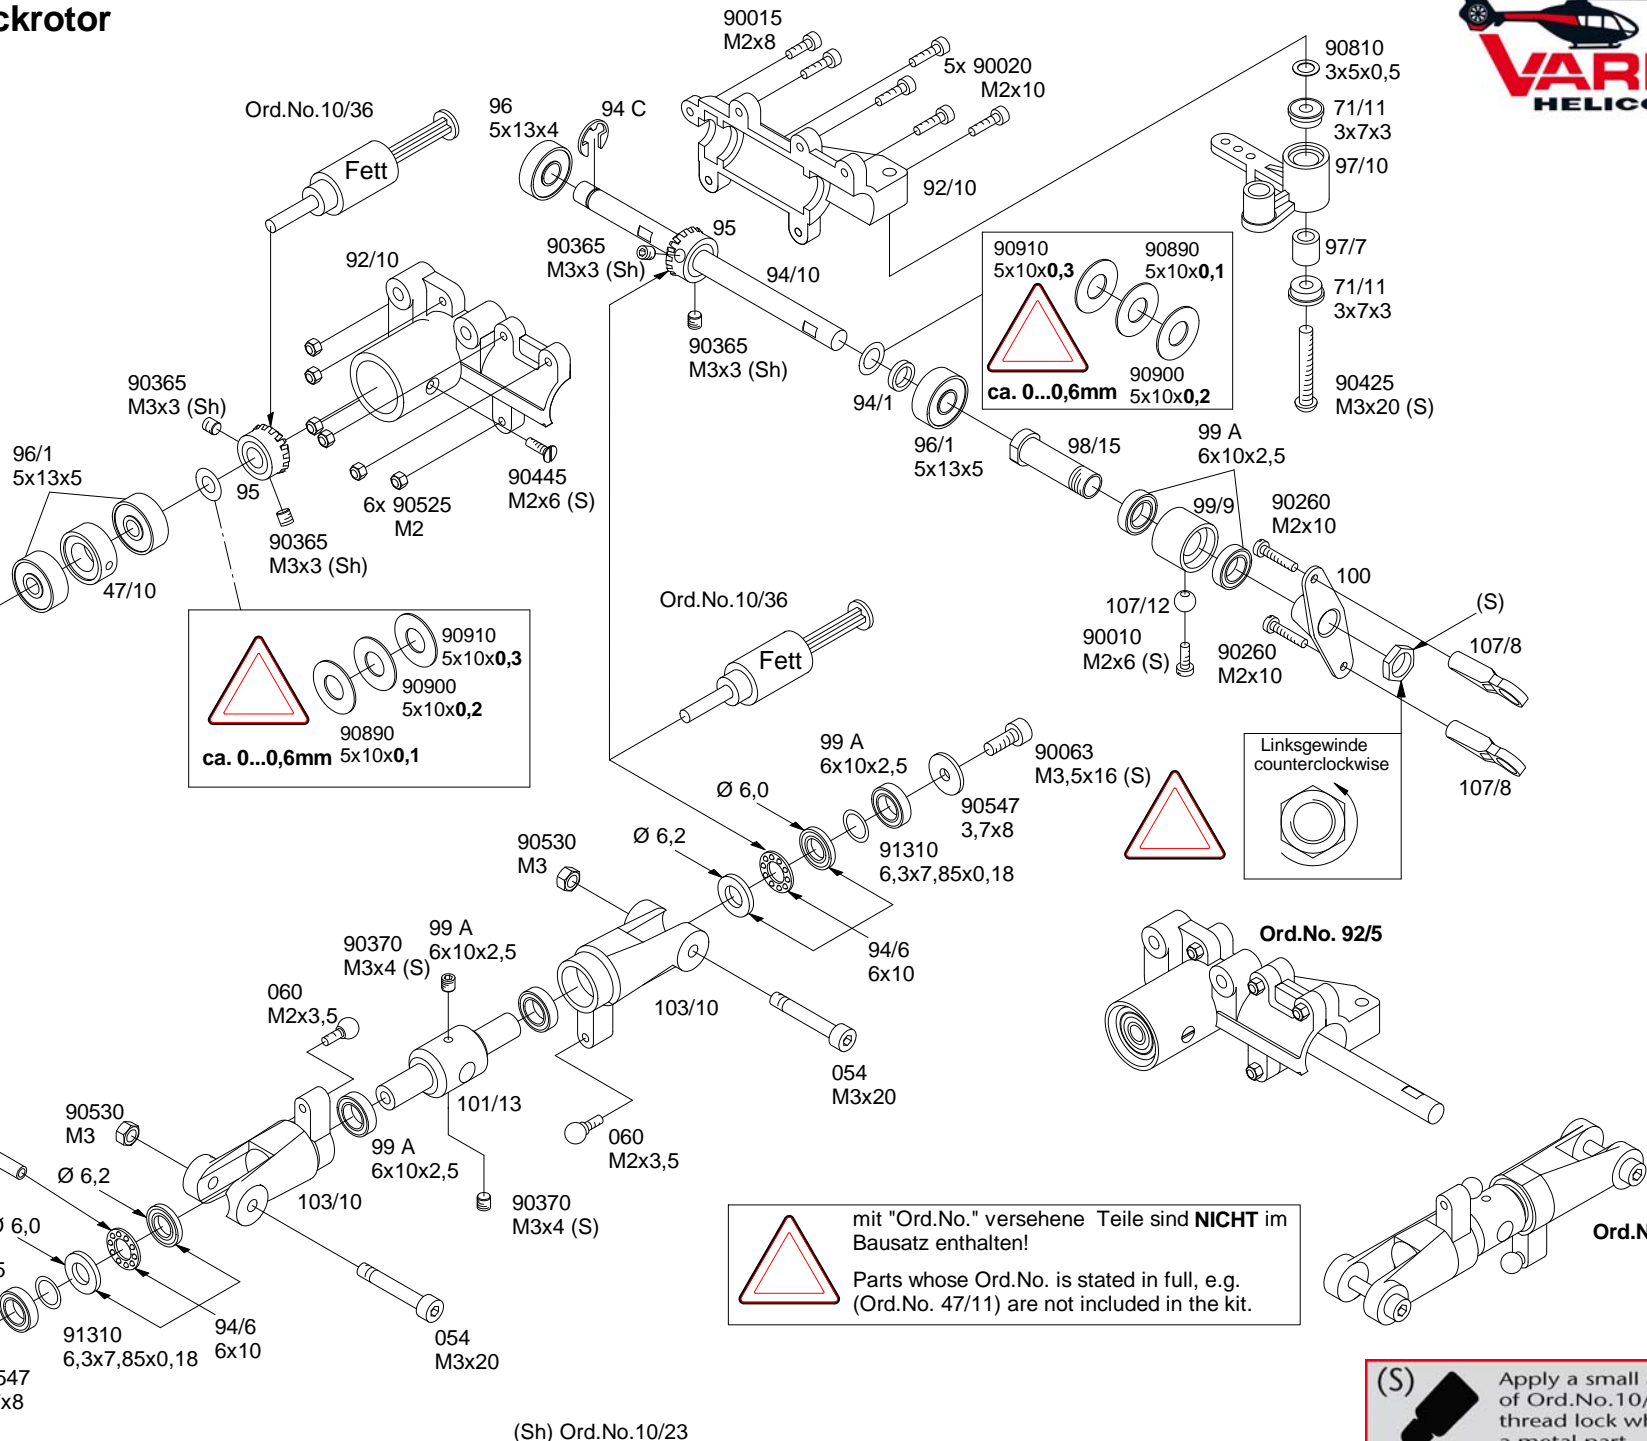 ckrotor
90015
M2x8
5x 90020
M2x10
90810
3x5x0,5
71/11
3x7x3
97/10
97/7
71/11
3x7x3
90425
M3x20 (S)
HELICO
Ord.No.10/36
Fett
96
5x13x4
94 C
92/10
90365
M3x3 (Sh)
95
94/10
90365
M3x3 (Sh)
92/10
90910
5x10x0,3
90890
5x10x0,1
ca. 0...0,6mm
90900
5x10x0,2
94/1
96/1
5x13x5
98/15
99 A
6x10x2,5
99/9
90260
M2x10
100
(S)
107/12
90010
M2x6 (S)
90260
M2x10
107/8
107/8
90365
M3x3 (Sh)
96/1
5x13x5
95
90365
M3x3 (Sh)
47/10
6x 90525
M2
90445
M2x6 (S)
90910
5x10x0,3
90900
5x10x0,2
90890
5x10x0,1
ca. 0...0,6mm
Ord.No.10/36
Fett
Linksgewinde
counterclockwise
99 A
6x10x2,5
90063
M3,5x16 (S)
90547
3,7x8
Ø 6,0
Ø 6,2
91310
6,3x7,85x0,18
94/6
6x10
90530
M3
99 A
6x10x2,5
90370
M3x4 (S)
060
M2x3,5
103/10
054
M3x20
101/13
060
M2x3,5
99 A
6x10x2,5
90370
M3x4 (S)
90530
M3
Ø 6,2
103/10
Ø 6,0
5
91310
6,3x7,85x0,18
94/6
6x10
547
x8
054
M3x20
Ord.No. 92/5
Ord.N
mit "Ord.No." versehene Teile sind NICHT im
Bausatz enthalten!
Parts whose Ord.No. is stated in full, e.g.
(Ord.No. 47/11) are not included in the kit.
(Sh) Ord.No.10/23
(S)
Apply a small
of Ord.No.10/
thread lock wh
a metal part